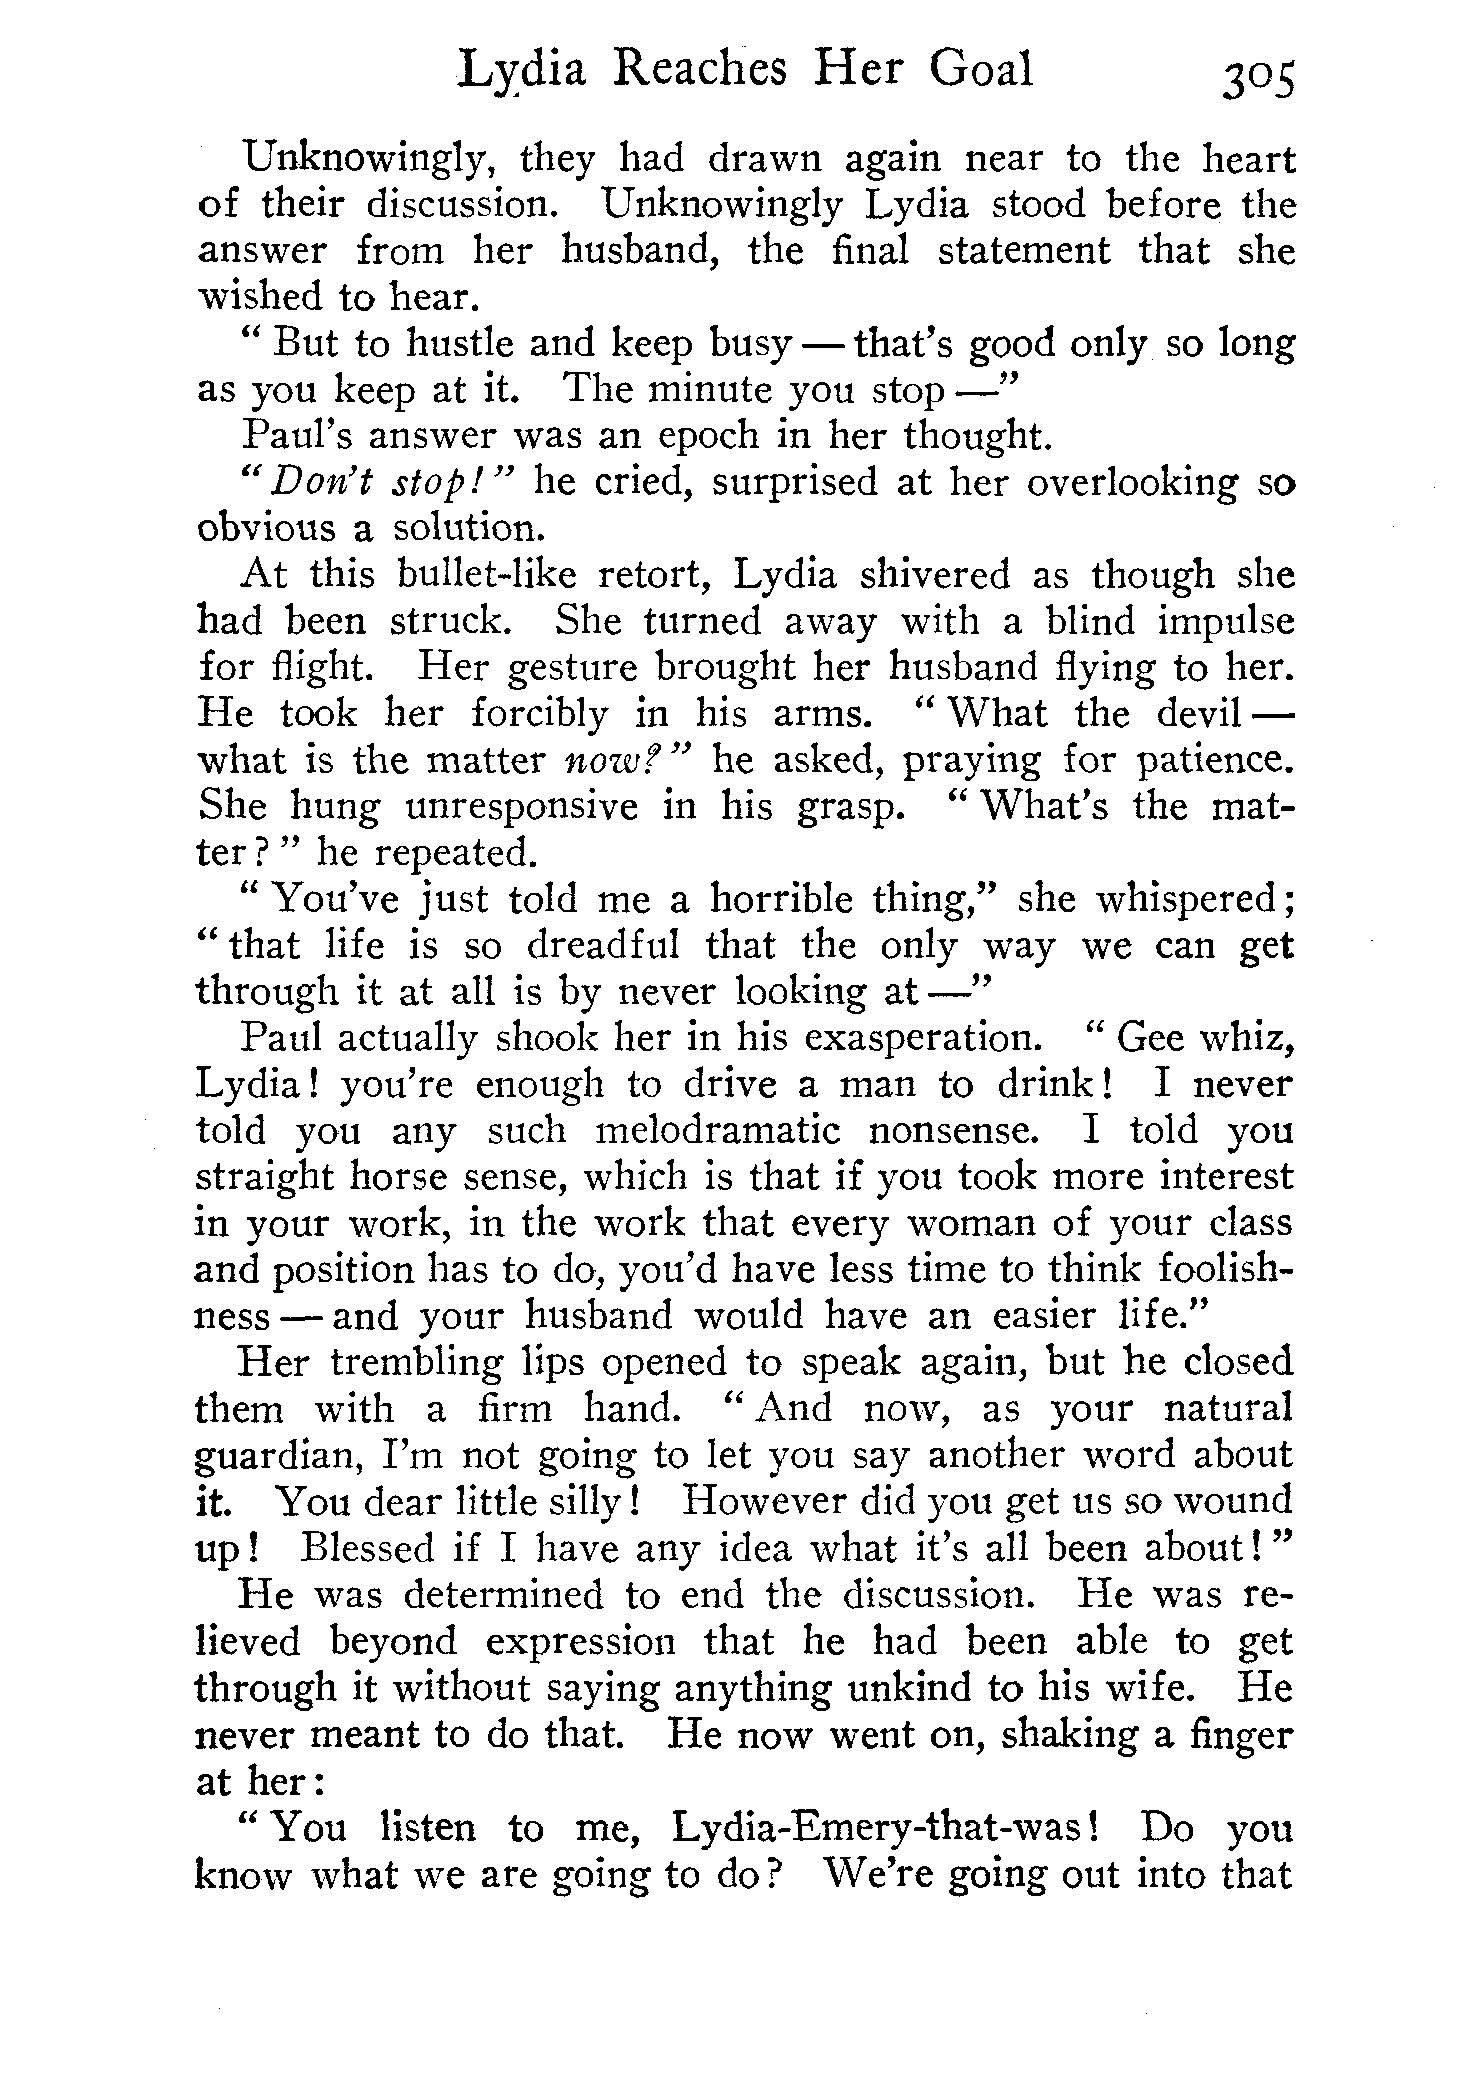 Lydia Reaches Her Goal 305
Unknowingly, they had drawn again near to the heart
of their discussion. Unknowingly Lydia stood before the
answer from her husband, the final statement that she
wished to hear.
" But to hustle and keep busy — that's good only so long
as you keep at it. The minute you stop —"
Paul's answer was an epoch in her thought.
" Don't stop! " he cried, surprised at her overlooking so
obvious a solution.
At this bullet-like retort, Lydia shivered as though she
had been struck. She turned away with a blind impulse
for flight. Her gesture brought her husband flying to her.
He took her forcibly in his arms. " What the devil —
what is the matter now? " he asked, praying for patience.
She hung unresponsive in his grasp. " What's the mat-
ter? " he repeated.
" You've just told me a horrible thing," she whispered;
" that life is so dreadful that the only way we can get
through it at all is by never looking at —"
Paul actually shook her in his exasperation. " Gee whiz,
Lydia! you're enough to drive a man to drink! I never
told you any such melodramatic nonsense. I told you
straight horse sense, which is that if you took more interest
in your work, in the work that every woman of your class
and position has to do, you'd have less time to think foolish-
ness — and your husband would have an easier life."
Her trembling lips opened to speak again, but he closed
them with a firm hand. " And now, as your natural
guardian, I'm not going to let you say another word about
it. You dear little silly! However did you get us so wound
up! Blessed if I have any idea what it's all been about! "
He was determined to end the discussion. He was re-
lieved beyond expression that he had been able to get
through it without saying anything unkind to his wife. He
never meant to do that. He now went on, shaking a finger
at her:
" You listen to me, Lydia-Emery-that-was! Do you
know what we are going to do? We're going out into that